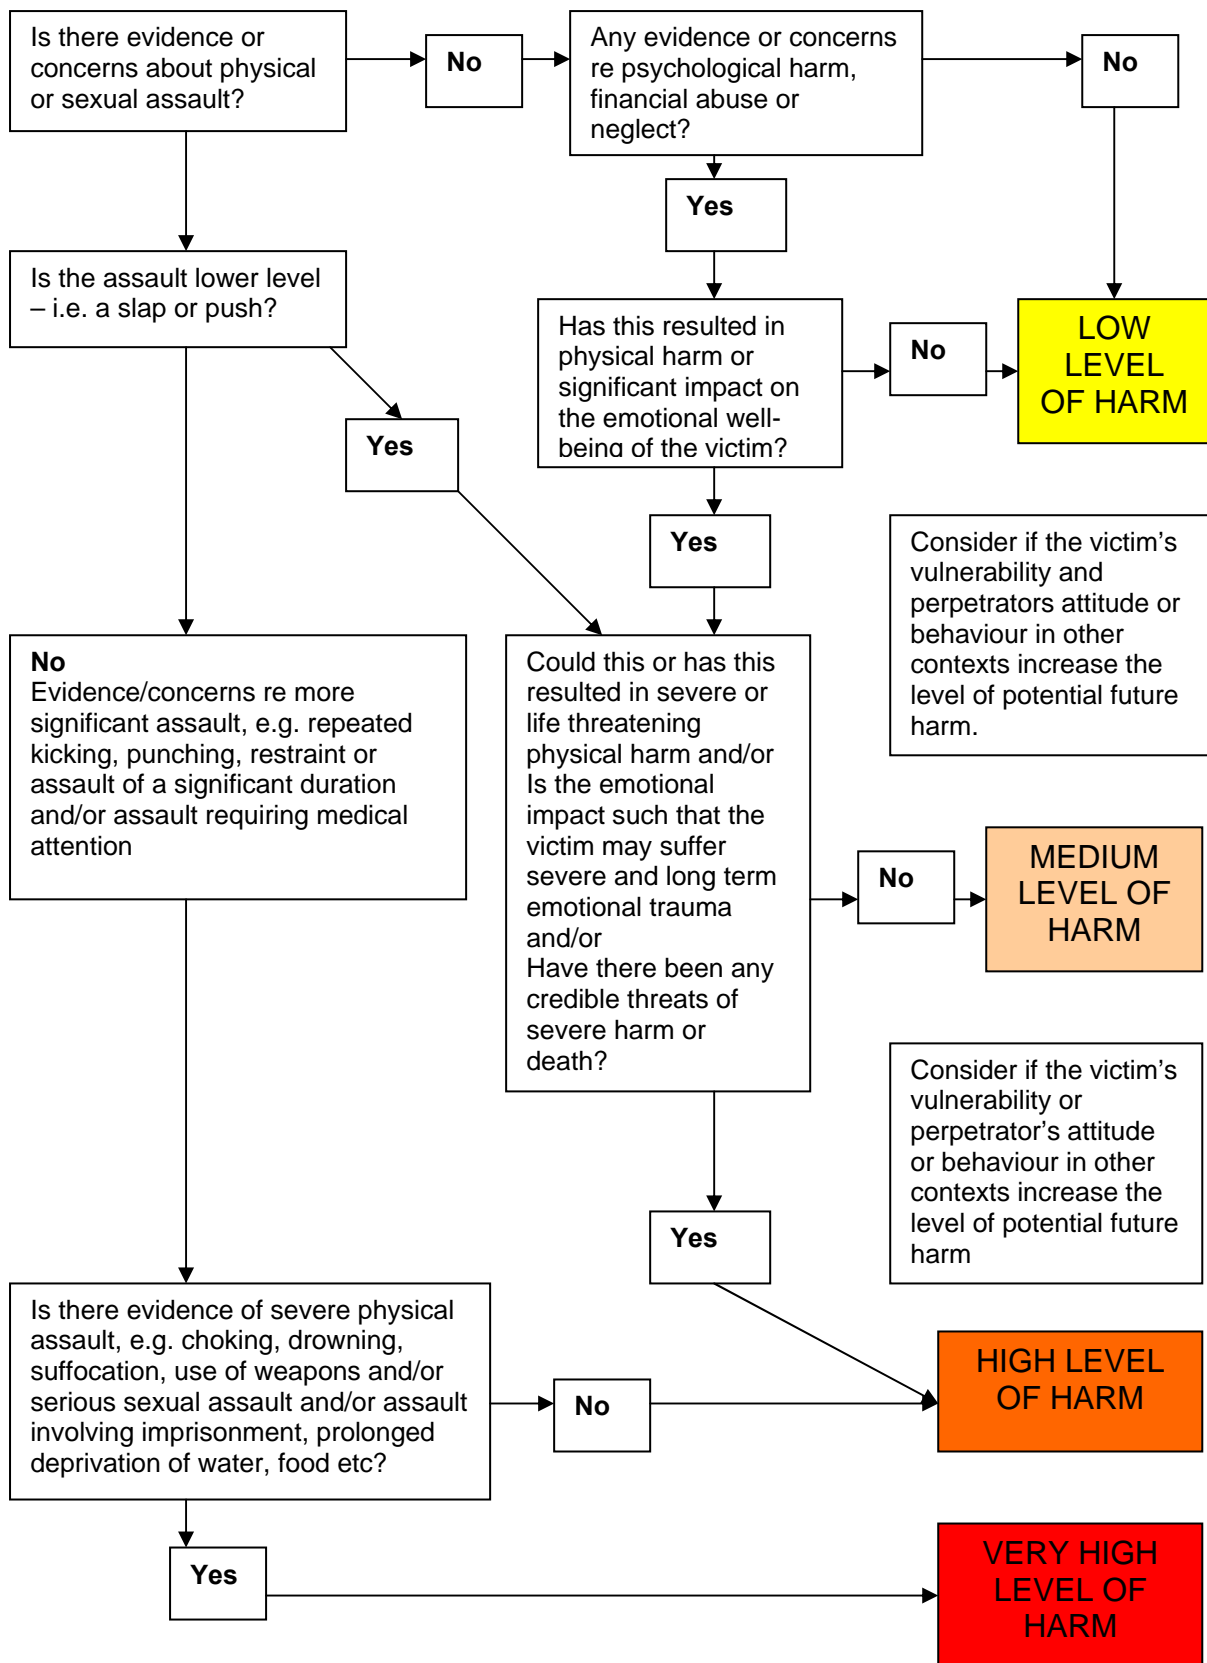 Is there evidence or
concerns about physical
or sexual assault?
No
Any evidence or concerns
re psychological harm,
financial abuse or
neglect?
No
Yes
Is the assault lower level
– i.e. a slap or push?
Has this resulted in
physical harm or
significant impact on
the emotional well-
being of the victim?
No
LOW
LEVEL
OF HARM
Yes
Yes
Consider if the victim’s
vulnerability and
perpetrators attitude or
behaviour in other
contexts increase the
level of potential future
harm.
No
Evidence/concerns re more
significant assault, e.g. repeated
kicking, punching, restraint or
assault of a significant duration
and/or assault requiring medical
attention
Could this or has this
resulted in severe or
life threatening
physical harm and/or
Is the emotional
impact such that the
victim may suffer
severe and long term
emotional trauma
and/or
Have there been any
credible threats of
severe harm or
death?
No
MEDIUM
LEVEL OF
HARM
Consider if the victim’s
vulnerability or
perpetrator’s attitude
or behaviour in other
contexts increase the
level of potential future
harm
Yes
Is there evidence of severe physical
assault, e.g. choking, drowning,
suffocation, use of weapons and/or
serious sexual assault and/or assault
involving imprisonment, prolonged
deprivation of water, food etc?
No
HIGH LEVEL
OF HARM
Yes
VERY HIGH
LEVEL OF
HARM